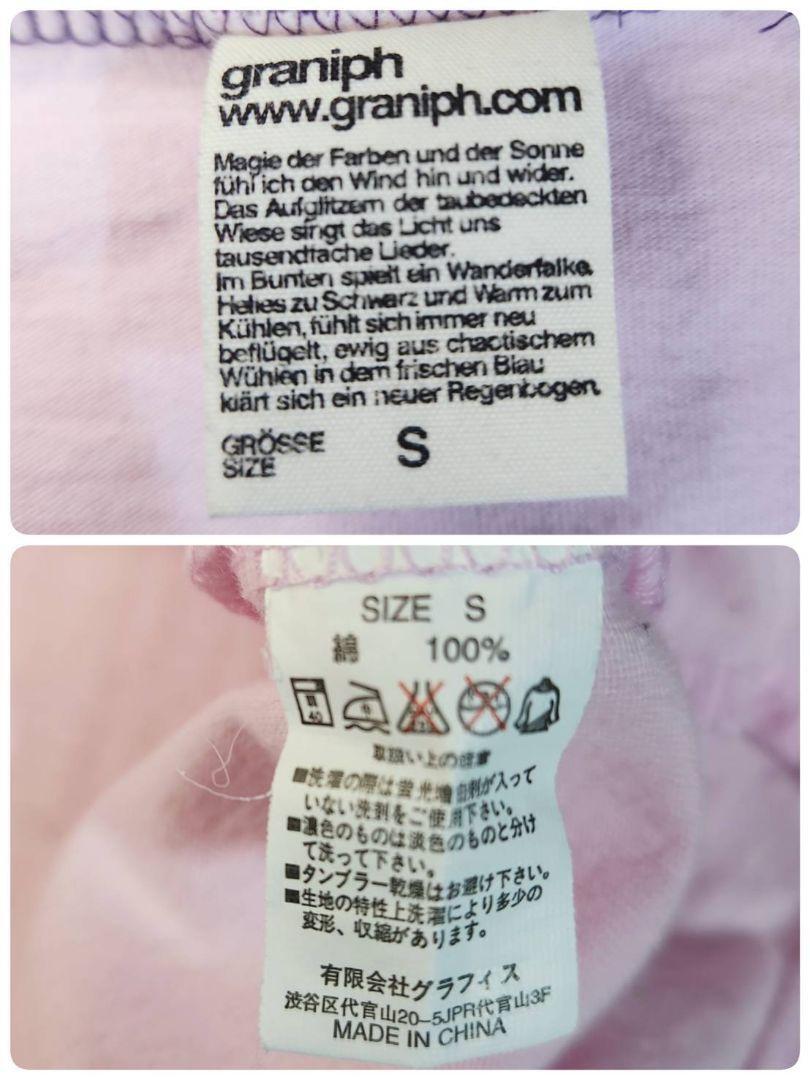 graniph
www.graniph.com
Magie der Farben und der Sonne
fühl ich den Wind hin und wider.
Das Aufglitzern der taubedeckten
Wiese singt das Licht uns
tausendfache Lieder.
Im Bunten spielt ein Wanderfalke.
Helles zu Schwarz und Warm zum
Kühlen, fühlt sich immer neu
beflügelt, ewig aus chaotischem
Wühlen in dem frischen Blau
klärt sich ein neuer Regenbogen.
GRÖSSE S
SIZE
SIZE S
綿 100%
40
取扱い上の注意
■洗濯の際は蛍光増白剤が入って
いない洗剤をご使用下さい。
■濃色のものは淡色のものと分け
て洗って下さい。
■タンブラー乾燥はお避け下さい。
■生地の特性上洗濯により多少の
変形、収縮があります。
有限会社グラフィス
渋谷区代官山20-5JPR代官山3F
MADE IN CHINA